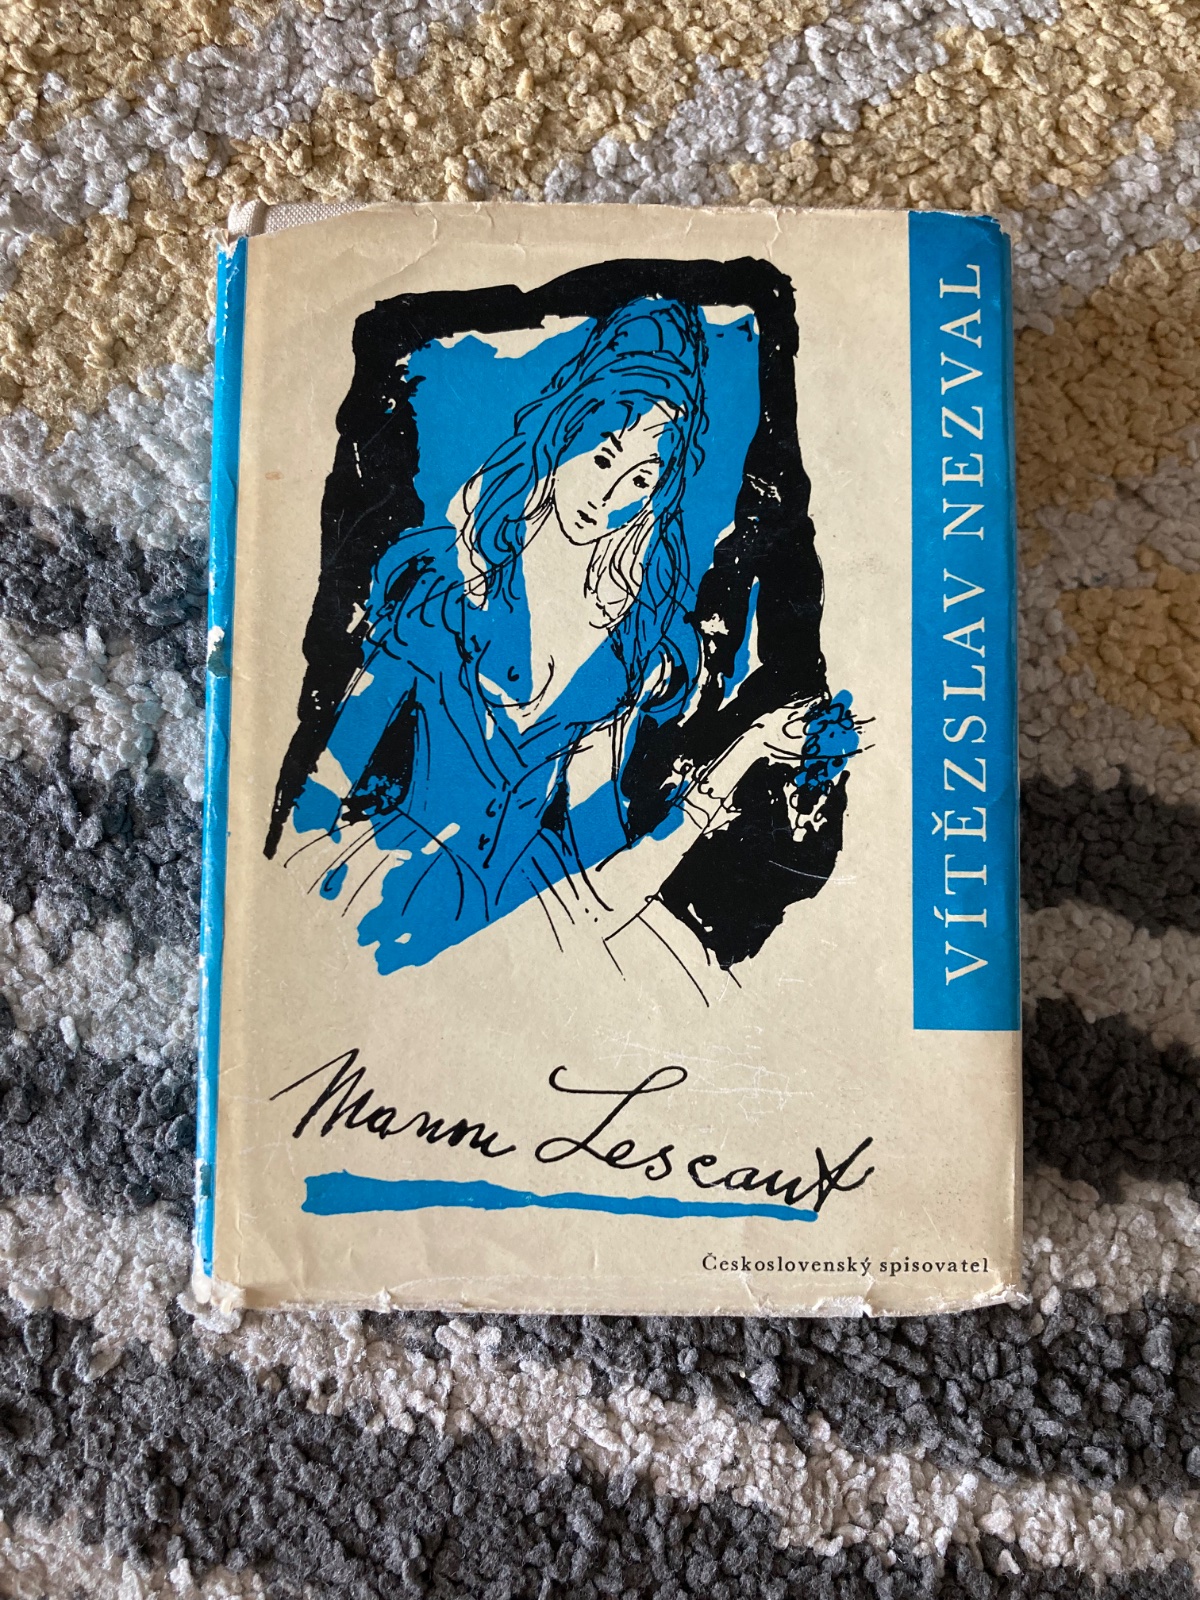 VÍTĚZSLAV NEZVAL
Manon Lescaut
Československý spisovatel